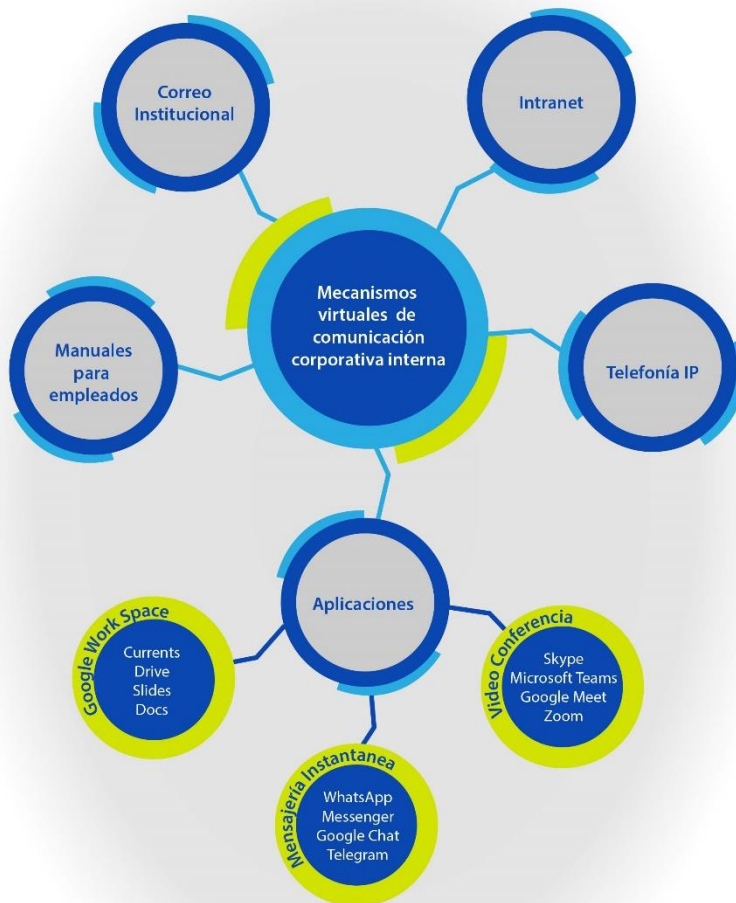 Correo
Institucional
Intranet
Mecanismos
virtuales de
comunicación
corporativa interna
Manuales
para
empleados
Telefonía IP
Aplicaciones
Google Work Space
Currents
Drive
Slides
Docs
Mensajería Instantanea
WhatsApp
Messenger
Google Chat
Telegram
Video Conferencia
Skype
Microsoft Teams
Google Meet
Zoom